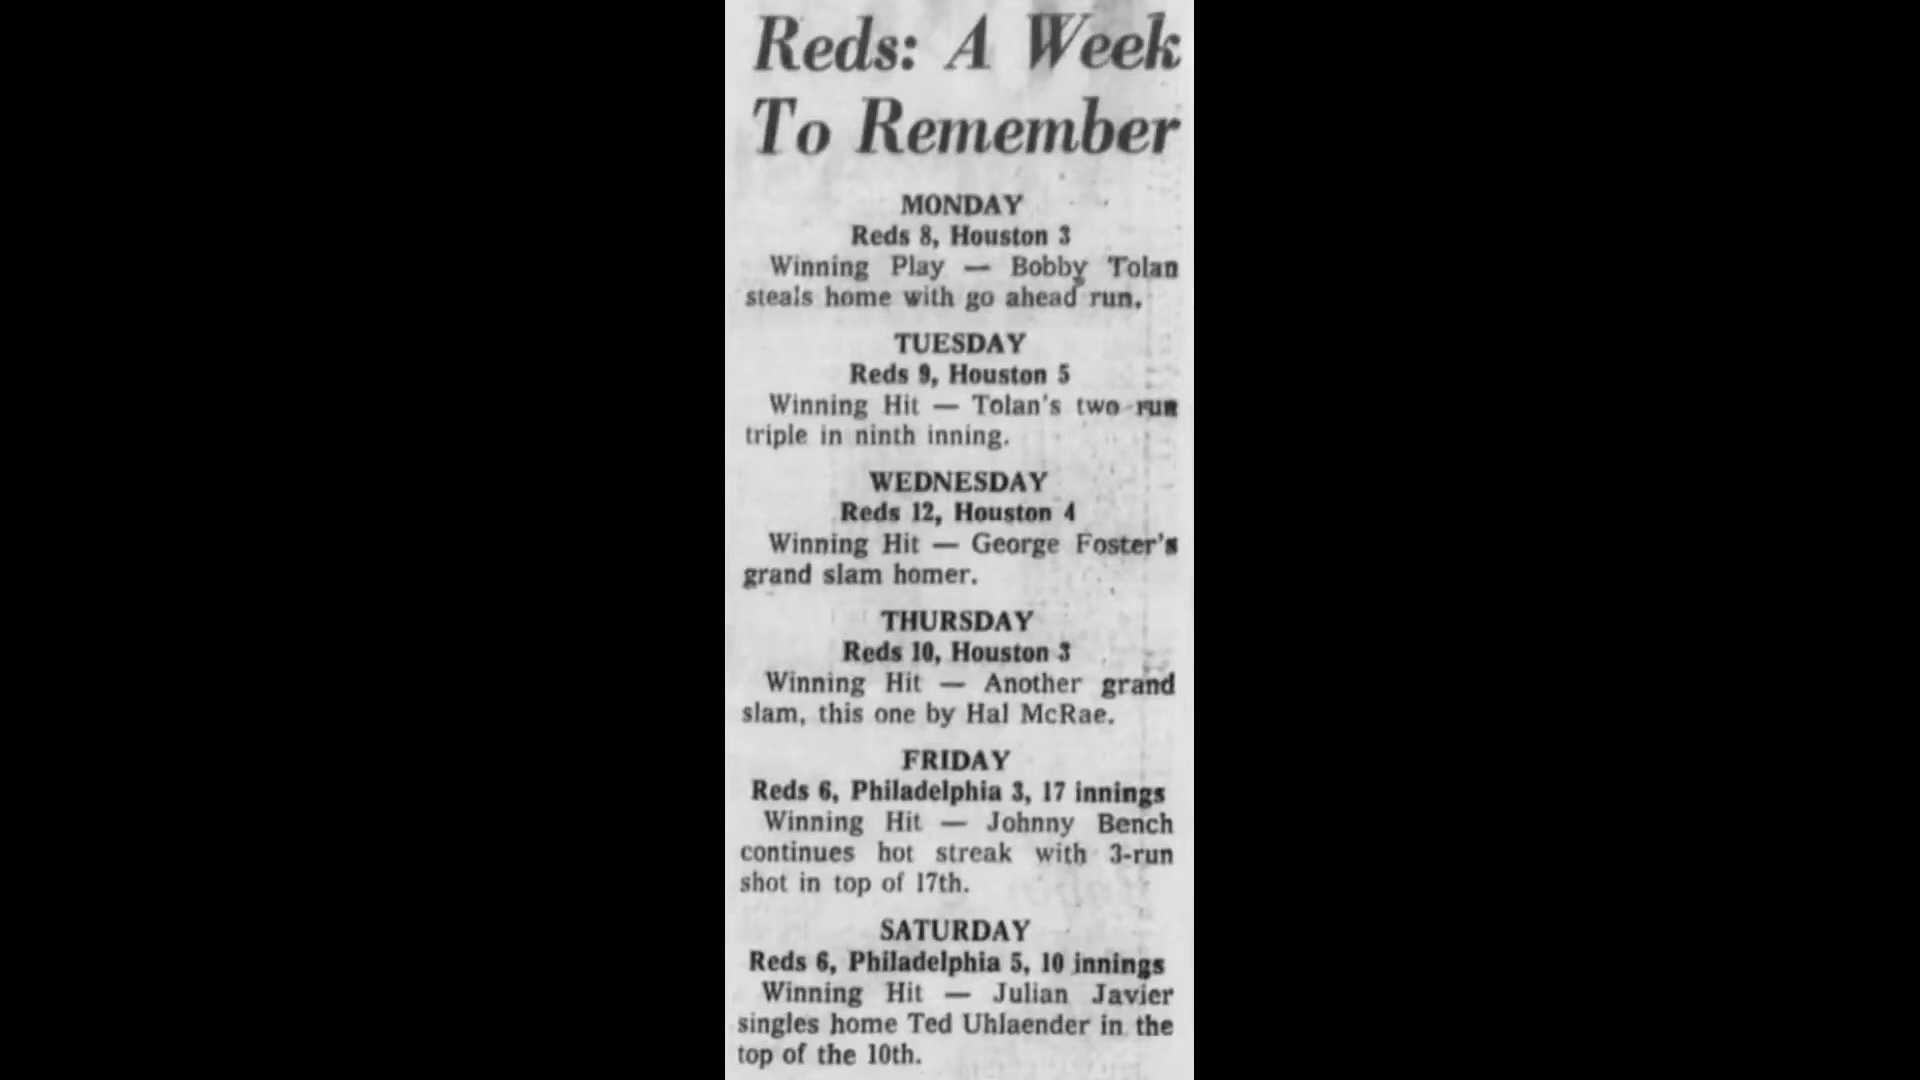 Reds: A Week
To Remember
MONDAY
Reds 8, Houston 3
Winning Play — Bobby Tolan
steals home with go ahead run.
TUESDAY
Reds 9, Houston 5
Winning Hit — Tolan's two run
triple in ninth inning.
WEDNESDAY
Reds 12, Houston 4
Winning Hit — George Foster's
grand slam homer.
THURSDAY
Reds 10, Houston 3
Winning Hit — Another grand
slam, this one by Hal McRae.
FRIDAY
Reds 6, Philadelphia 3, 17 innings
Winning Hit — Johnny Bench
continues hot streak with 3-run
shot in top of 17th.
SATURDAY
Reds 6, Philadelphia 5, 10 innings
Winning Hit — Julian Javier
singles home Ted Uhlaender in the
top of the 10th.